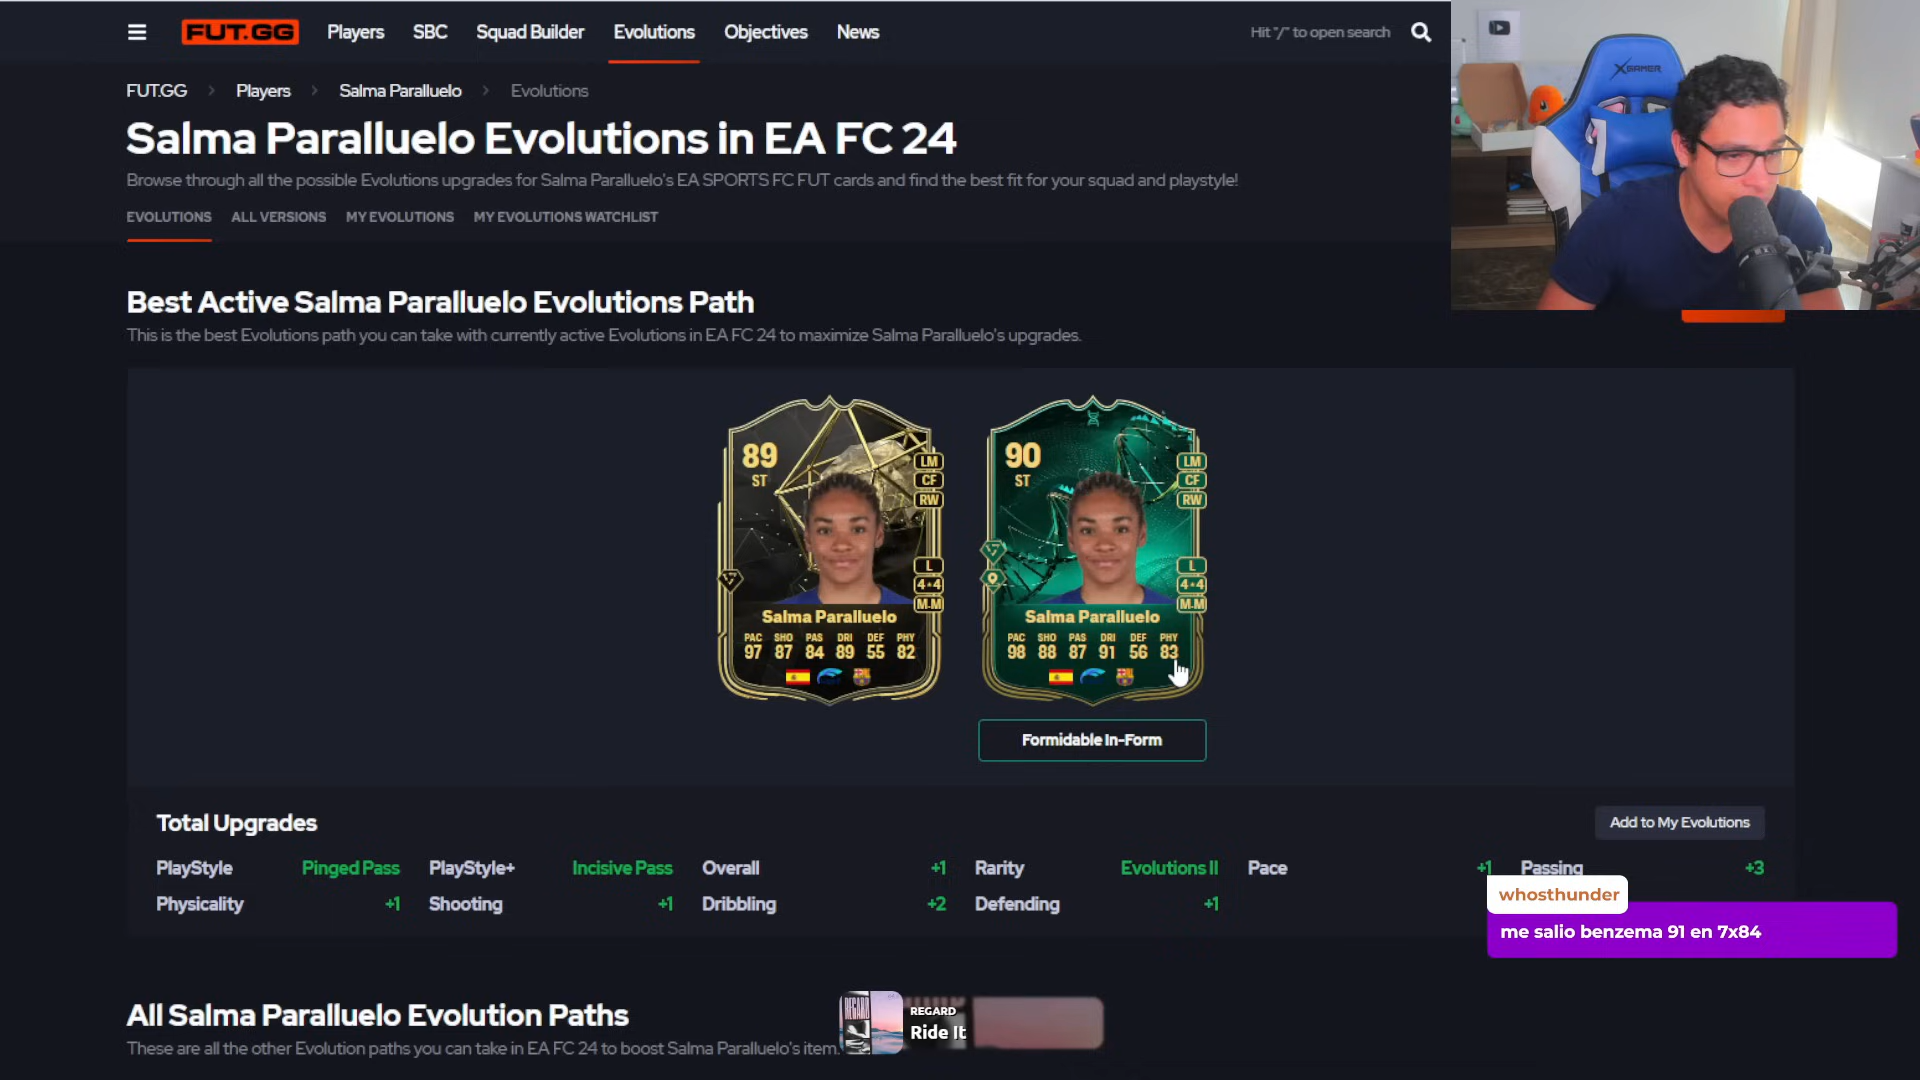 FUT.GG
Players
SBC
Squad Builder
Evolutions
Objectives
News
Hit "/" to open search
XGAMER
FUT.GG > Players > Salma Paralluelo > Evolutions
Salma Paralluelo Evolutions in EA FC 24
Browse through all the possible Evolutions upgrades for Salma Paralluelo's EA SPORTS FC FUT cards and find the best fit for your squad and playstyle!
EVOLUTIONS
ALL VERSIONS
MY EVOLUTIONS
MY EVOLUTIONS WATCHLIST
Best Active Salma Paralluelo Evolutions Path
This is the best Evolutions path you can take with currently active Evolutions in EA FC 24 to maximize Salma Paralluelo's upgrades.
89
ST
LM
CF
RW
L
4★4
M-M
Salma Paralluelo
PAC SHO PAS DRI DEF PHY
97 87 84 89 55 82
90
ST
LM
CF
RW
L
4★4
M-M
Salma Paralluelo
PAC SHO PAS DRI DEF PHY
98 88 87 91 56 83
Formidable In-Form
Total Upgrades
Add to My Evolutions
PlayStyle Pinged Pass PlayStyle+ Incisive Pass Overall +1 Rarity Evolutions II Pace +1 Passing +3
Physicality +1 Shooting +1 Dribbling +2 Defending +1
whosthunder
me salio benzema 91 en 7x84
All Salma Paralluelo Evolution Paths
These are all the other Evolution paths you can take in EA FC 24 to boost Salma Paralluelo's item.
REGARD
REGARD
Ride It